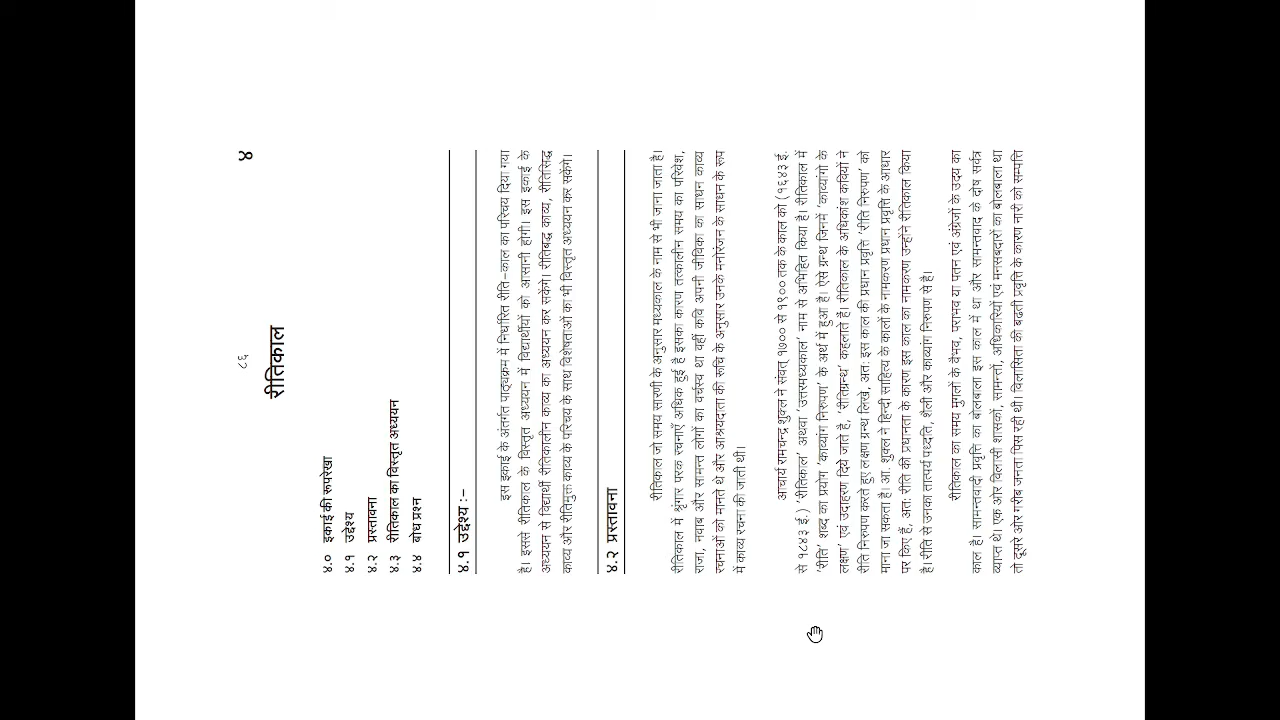 ८६
४
रीतिकाल
४.० इकाई की रूपरेखा
४.१ उद्देश्य
४.२ प्रस्तावना
४.३ रीतिकाल का विस्तृत अध्ययन
४.४ बोध प्रश्न
४.१ उद्देश्य :–
इस इकाई के अंतर्गत पाठ्यक्रम में निर्धारित रीति–काल का परिचय दिया गया
है। इससे रीतिकाल के विस्तृत अध्ययन में विद्यार्थीयों को आसानी होगी। इस इकाई के
अध्ययन से विद्यार्थी रीतिकालीन काव्य का अध्ययन कर सकेंगे। रीतिबद्ध काव्य, रीतिसिद्ध
काव्य और रीतिमुक्त काव्य के परिचय के साथ विशेषताओं का भी विस्तृत अध्ययन कर सकेंगे।
४.२ प्रस्तावना
रीतिकाल जो समय सारणी के अनुसार मध्यकाल के नाम से भी जाना जाता है।
रीतिकाल में श्रृंगार परक रचनाएँ अधिक हुई है इसका कारण तत्कालीन समय का परिवेश,
राजा, नवाब और सामन्त लोगों का वर्चस्व था वहीं कवि अपनी जीविका का साधन काव्य
रचनाओं को मानते थे और आश्रयदाता की रूचि के अनुसार उनके मनोरंजन के साधन के रूप
में काव्य रचना की जाती थी।
आचार्य रामचन्द्र शुक्ल ने संवत् १७०० से १९०० तक के काल को (१६४३ ई.
से १८४३ ई.) 'रीतिकाल' अथवा 'उत्तरमध्यकाल' नाम से अभिहित किया है। रीतिकाल में
'रीति' शब्द का प्रयोग 'काव्यांग निरुपण' के अर्थ में हुआ है। ऐसे ग्रन्थ जिनमें 'काव्यांगो के
लक्षण' एवं उदाहरण दिये जाते है, 'रीतिग्रन्थ' कहलाते है। रीतिकाल के अधिकांश कवियों ने
रीति निरुपण करते हुए लक्षण ग्रन्थ लिखे, अत: इस काल की प्रधान प्रवृत्ति 'रीति निरुपण' को
माना जा सकता है। आ. शुक्ल ने हिन्दी साहित्य के कालों के नामकरण प्रधान प्रवृत्ति के आधार
पर किए हैं, अत: रीति की प्रधानता के कारण इस काल का नामकरण उन्होंने रीतिकाल किया
है। रीति से उनका तात्पर्य पध्दति, शैली और काव्यांग निरुपण से है।
रीतिकाल का समय मुगलों के वैभव, पराभव या पतन एवं अंग्रेजों के उदय का
काल है। सामन्तवादी प्रवृत्ति का बोलबाला इस काल में था और सामन्तवाद के दोष सर्वत्र
व्याप्त थे। एक ओर विलासी शासकों, सामन्तों, अधिकारियों एवं मनसबदारों का बोलबाला था
तो दूसरे ओर गरीब जनता पिस रही थी। विलासिता की बढती प्रवृत्ति के कारण नारी को सम्पत्ति